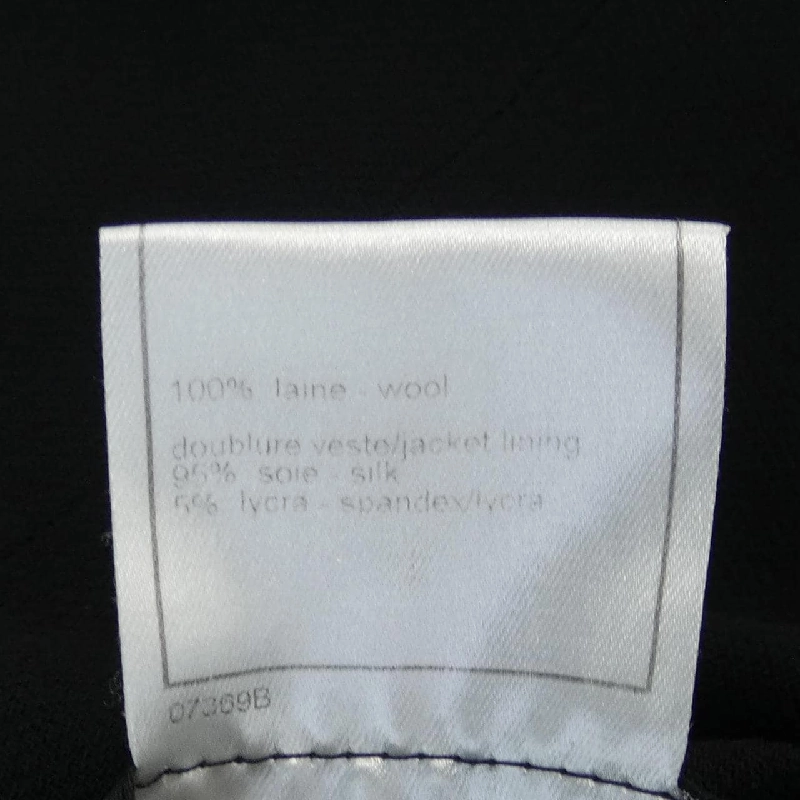 100% laine - wool
doublure veste/jacket lining
95% soie - silk
5% lycra - spandex/lycra
07369B